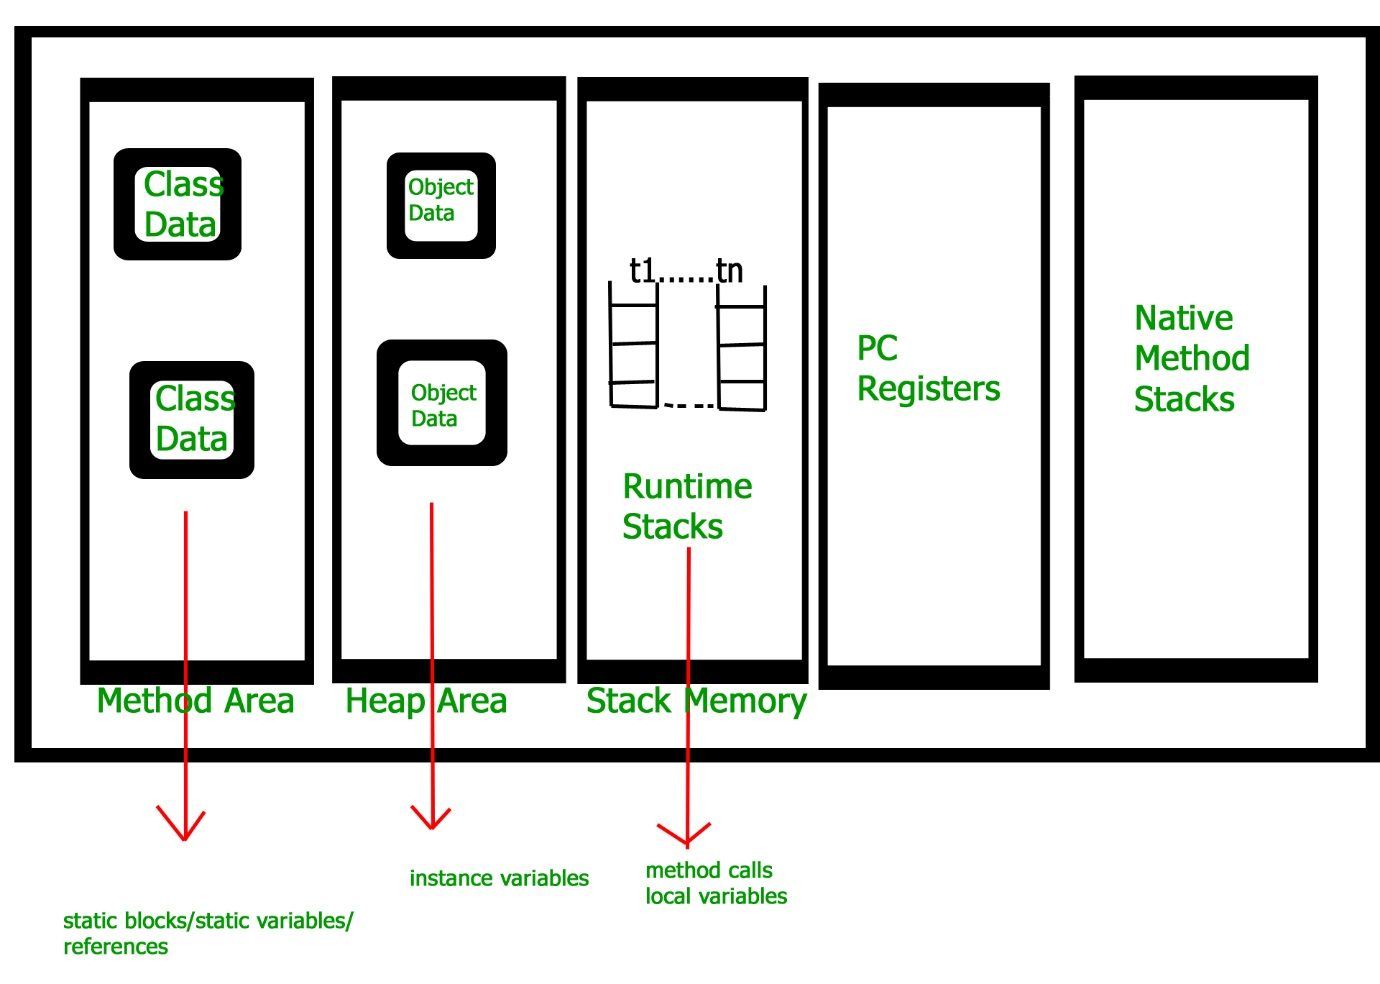 Class
Data
Class
Data
Method Area
static blocks/static variables/
references
Object
Data
Object
Data
Heap Area
instance variables
t1......tn
Runtime
Stacks
Stack Memory
method calls
local variables
PC
Registers
Native
Method
Stacks